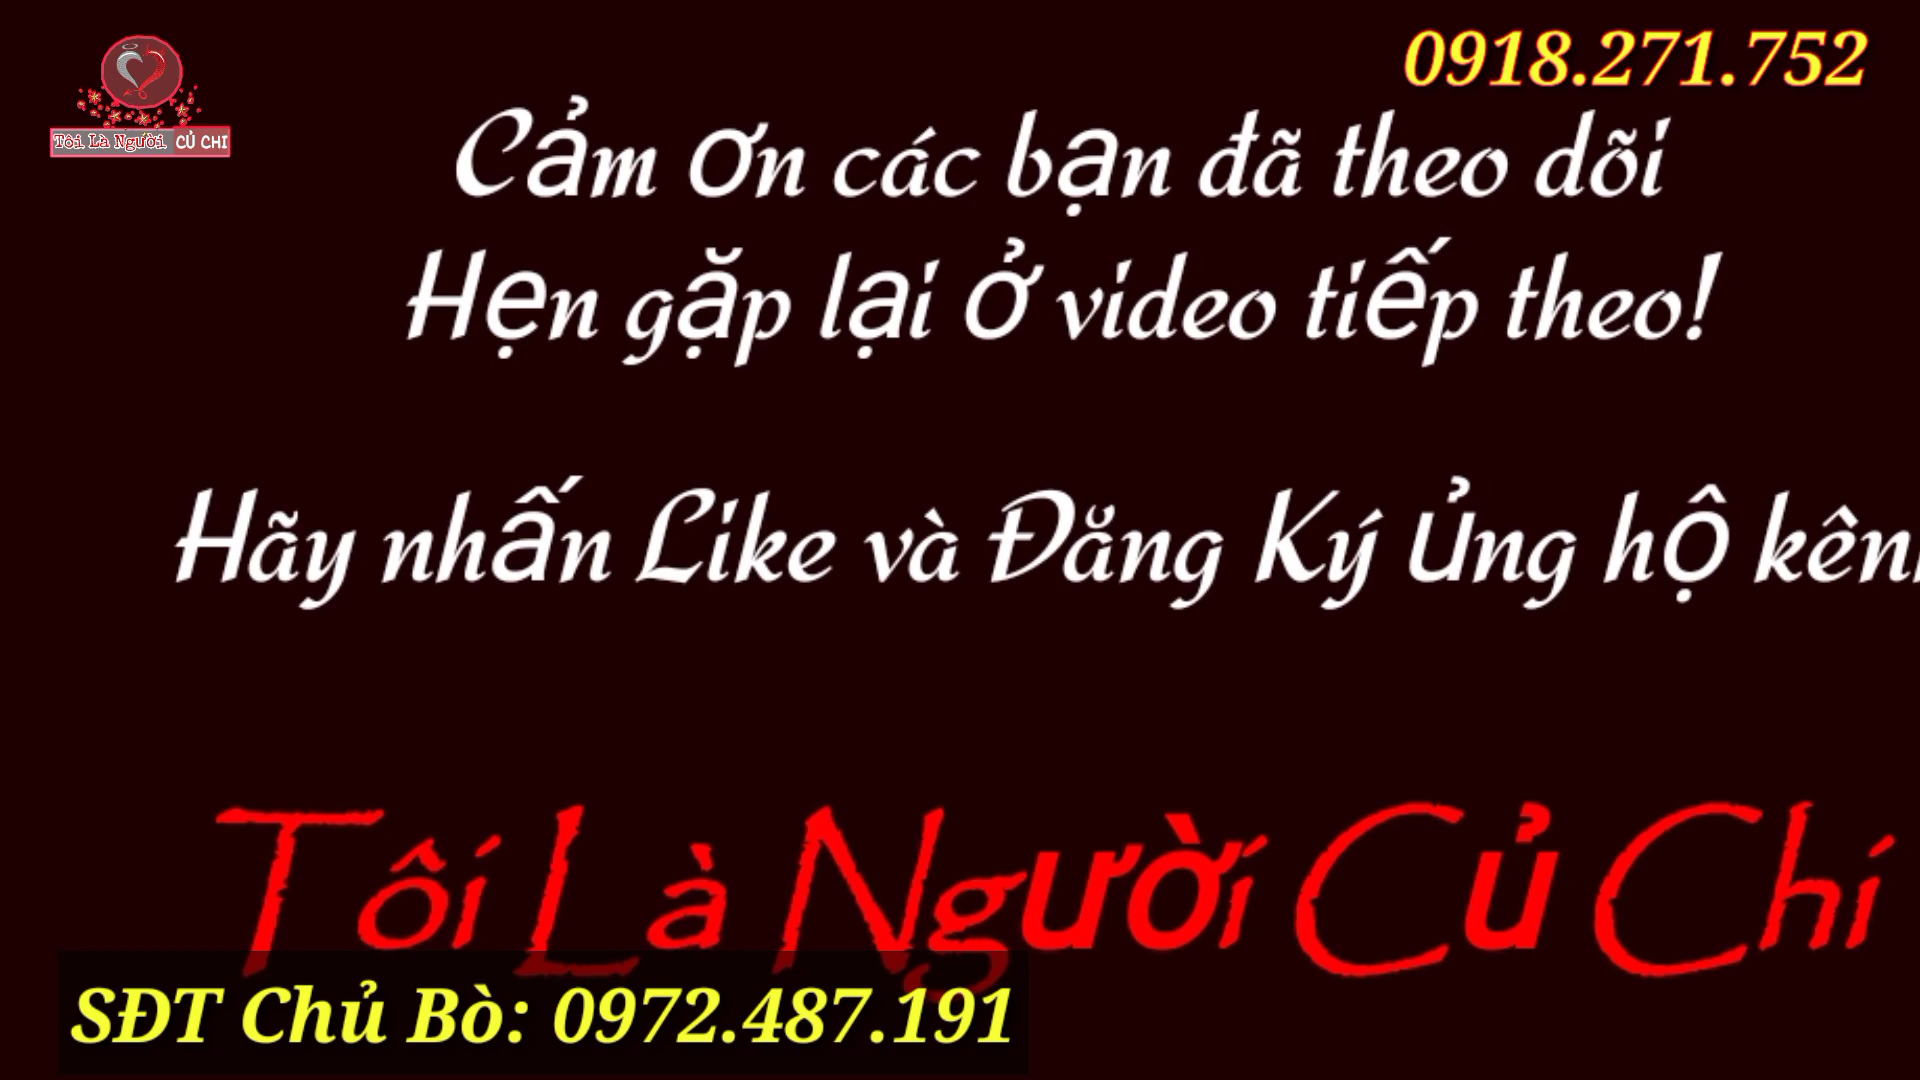 Tôi Là Người CỦ CHI
0918.271.752
Cảm ơn các bạn đã theo dõi
Hẹn gặp lại ở video tiếp theo!
Hãy nhấn Like và Đăng Ký ủng hộ kên
Tôi Là Người Củ Chí
SĐT Chủ Bò: 0972.487.191